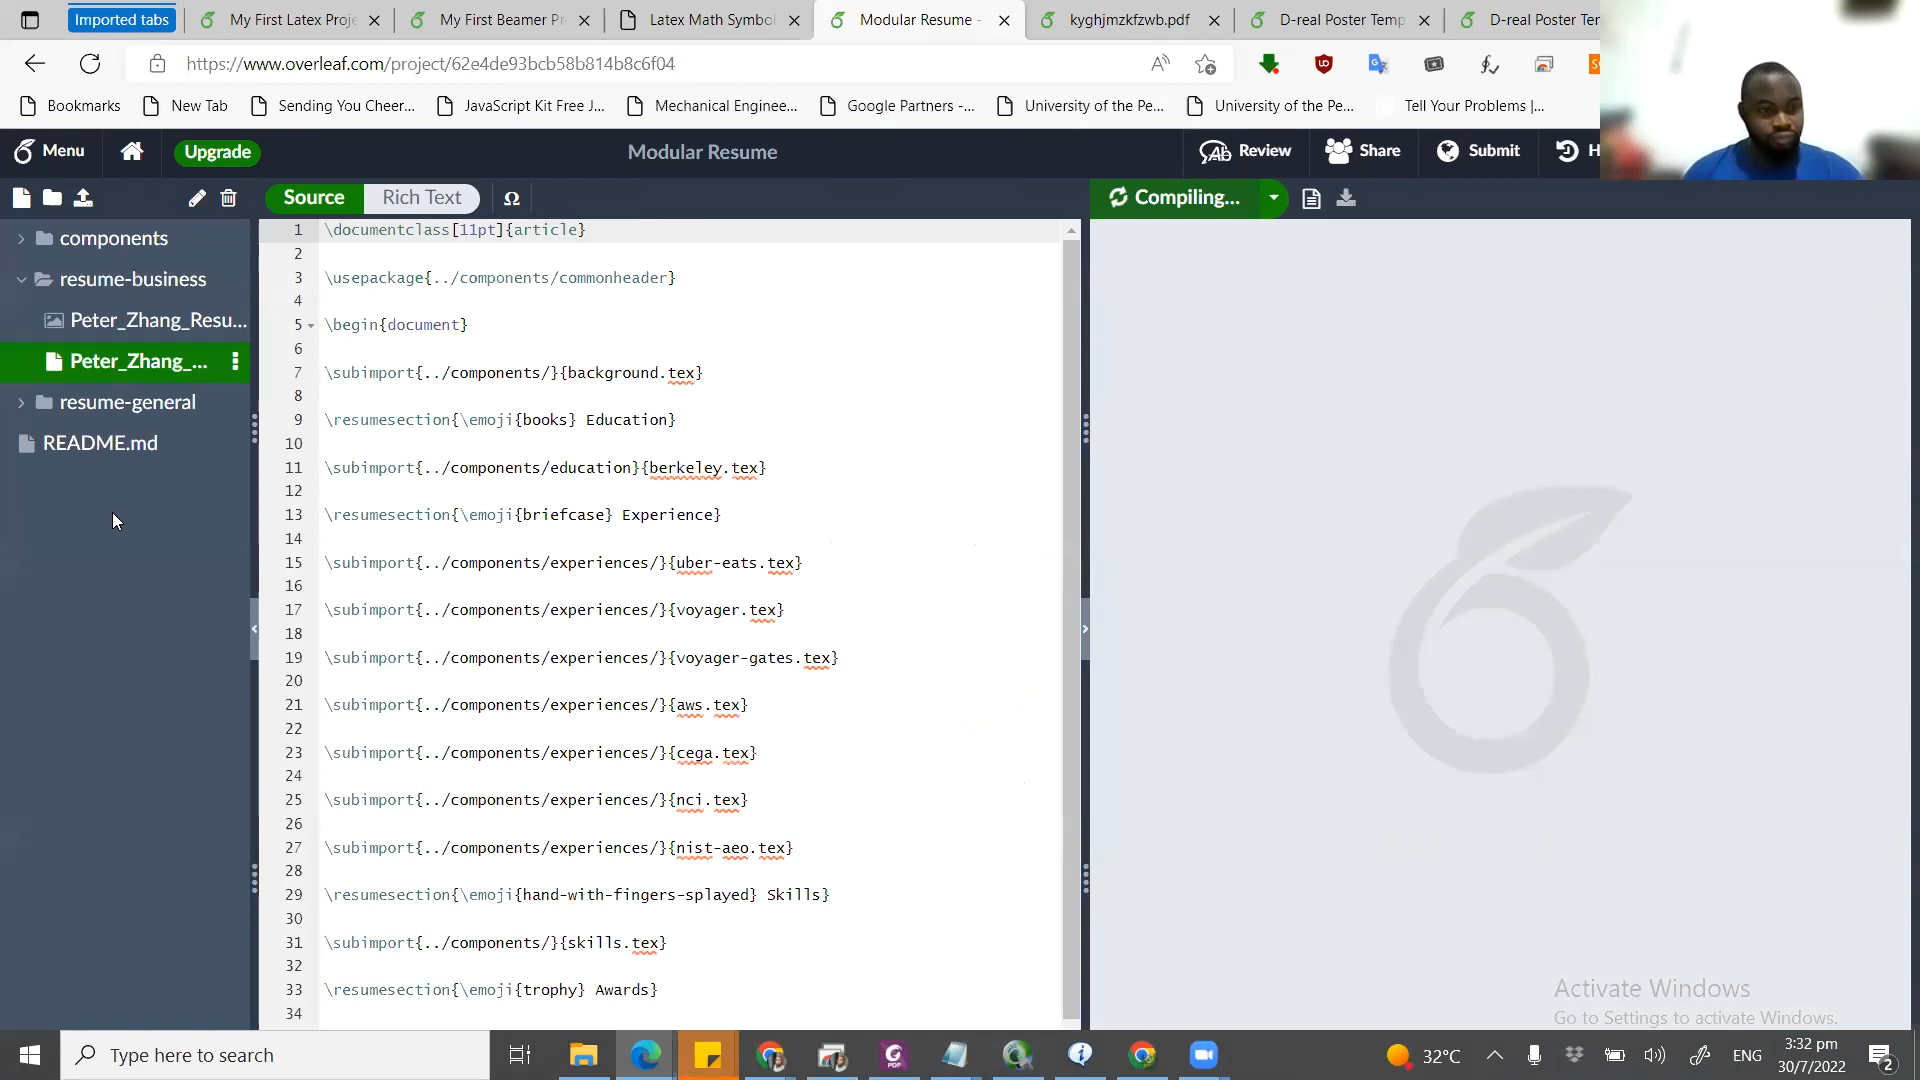 Imported tabs
My First Latex Proje
My First Beamer Pr
Latex Math Symbol
Modular Resume -
kyghjmzkfzwb.pdf
D-real Poster Temp
D-real Poster Ter
https://www.overleaf.com/project/62e4de93bcb58b814b8c6f04
Bookmarks
New Tab
Sending You Cheer...
JavaScript Kit Free J...
Mechanical Enginee...
Google Partners -...
University of the Pe...
University of the Pe...
Tell Your Problems |...
Menu
Upgrade
Modular Resume
Review
Share
Submit
H
Source
Rich Text
Ω
Compiling...
components
resume-business
Peter_Zhang_Resu...
Peter_Zhang_...
resume-general
README.md
1 \documentclass[11pt]{article}
2
3 \usepackage{../components/commonheader}
4
5 \begin{document}
6
7 \subimport{../components/}{background.tex}
8
9 \resumesection{\emoji{books} Education}
10
11 \subimport{../components/education}{berkeley.tex}
12
13 \resumesection{\emoji{briefcase} Experience}
14
15 \subimport{../components/experiences/}{uber-eats.tex}
16
17 \subimport{../components/experiences/}{voyager.tex}
18
19 \subimport{../components/experiences/}{voyager-gates.tex}
20
21 \subimport{../components/experiences/}{aws.tex}
22
23 \subimport{../components/experiences/}{cega.tex}
24
25 \subimport{../components/experiences/}{nci.tex}
26
27 \subimport{../components/experiences/}{nist-aeo.tex}
28
29 \resumesection{\emoji{hand-with-fingers-splayed} Skills}
30
31 \subimport{../components/}{skills.tex}
32
33 \resumesection{\emoji{trophy} Awards}
34
Activate Windows
Go to Settings to activate Windows.
Type here to search
32°C
ENG
3:32 pm
30/7/2022
2